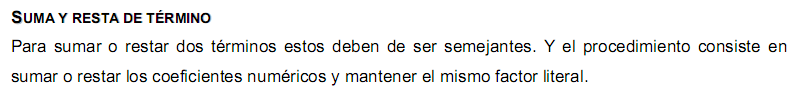 SUMA Y RESTA DE TÉRMINO
Para sumar o restar dos términos estos deben de ser semejantes. Y el procedimiento consiste en
sumar o restar los coeficientes numéricos y mantener el mismo factor literal.